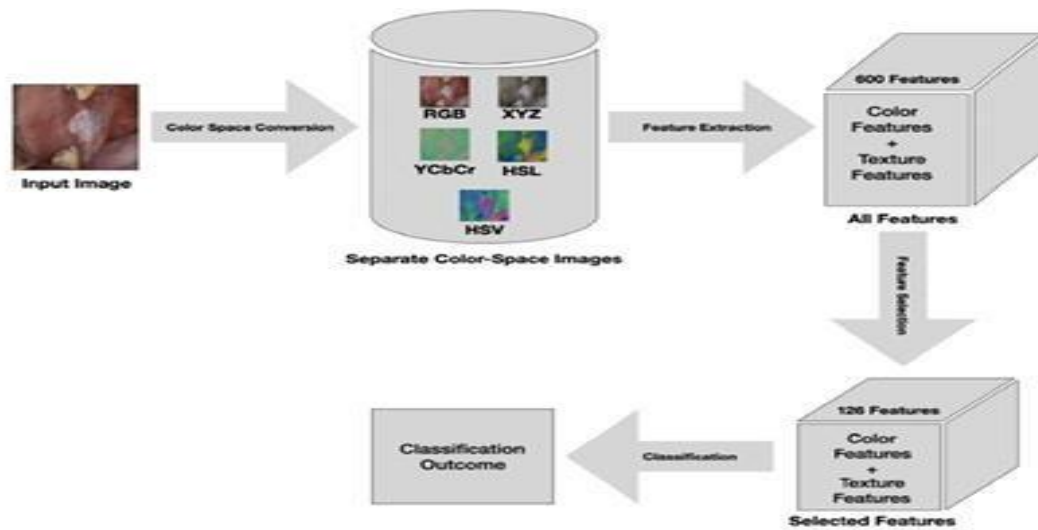 Input Image
Color Space Conversion
RGB XYZ
YCbCr HSL
HSV
Separate Color-Space Images
Feature Extraction
600 Features
Color
Features
+
Texture
Features
All Features
Feature Selection
126 Features
Color
Features
+
Texture
Features
Selected Features
Classification
Classification
Outcome